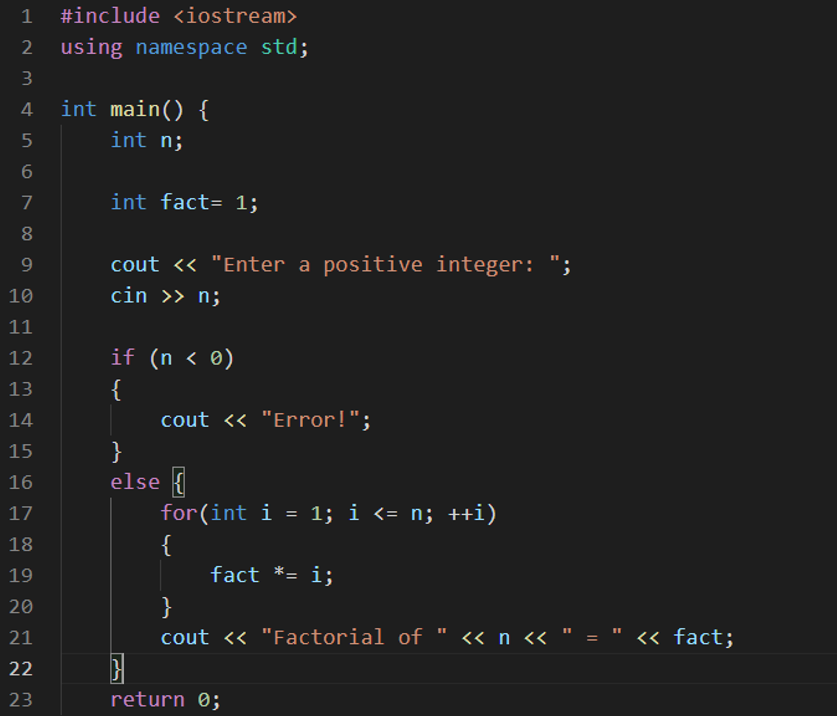 1 #include <iostream>
2 using namespace std;
3
4 int main() {
5     int n;
6
7     int fact= 1;
8
9     cout << "Enter a positive integer: ";
10     cin >> n;
11
12     if (n < 0)
13     {
14         cout << "Error!";
15     }
16     else {
17         for(int i = 1; i <= n; ++i)
18         {
19             fact *= i;
20         }
21         cout << "Factorial of " << n << " = " << fact;
22     }
23     return 0;